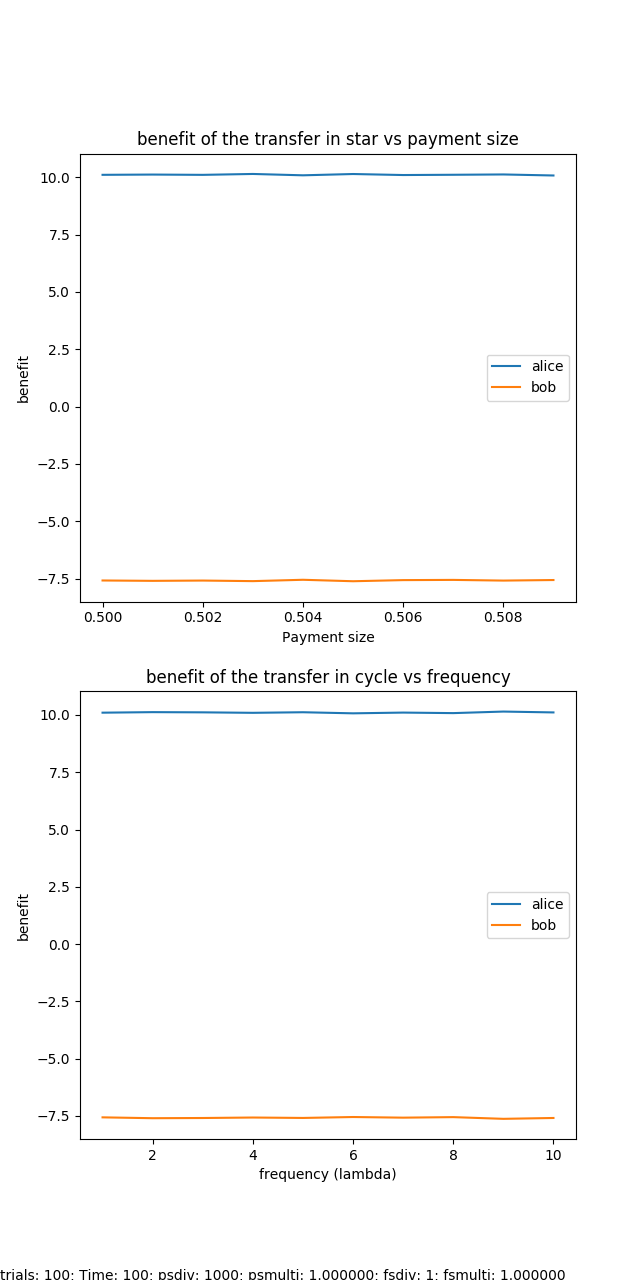 benefit of the transfer in star vs payment size
10.0
7.5
5.0
2.5
0.0
−2.5
−5.0
−7.5
benefit
alice
bob
0.500 0.502 0.504 0.506 0.508
Payment size
benefit of the transfer in cycle vs frequency
10.0
7.5
5.0
2.5
0.0
−2.5
−5.0
−7.5
benefit
alice
bob
2 4 6 8 10
frequency (lambda)
trials: 100; Time: 100; psdiv: 1000; psmulti: 1.000000; fsdiv: 1; fsmulti: 1.000000